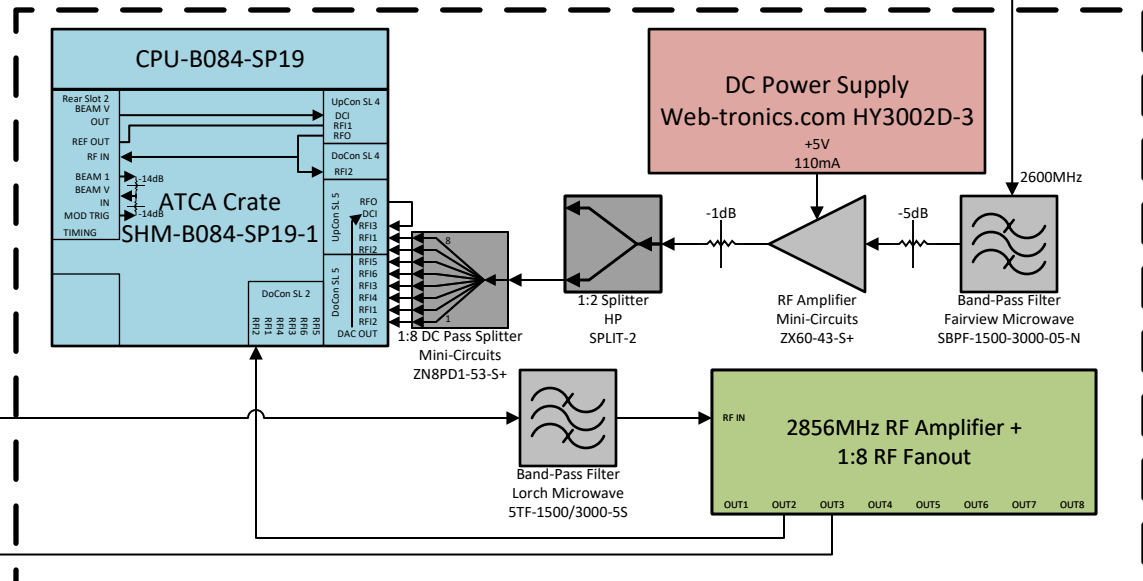 CPU-B084-SP19
Rear Slot 2
BEAM V
OUT
REF OUT
RF IN
BEAM 1
BEAM V
IN
MOD TRIG
TIMING
-14dB
-14dB
ATCA Crate
SHM-B084-SP19-1
UpCon SL 4
DCI
RFI1
RFO
DoCon SL 4
RFI2
UpCon SL 5
RFO
DCI
RFI3
RFI1
RFI2
DoCon SL 5
RFI5
RFI6
RFI3
RFI4
RFI1
RFI2
DAC OUT
DoCon SL 2
RFI2
RFI1
RFI4
RFI3
RFI6
RFI5
8
1
1:8 DC Pass Splitter
Mini-Circuits
ZN8PD1-53-S+
1:2 Splitter
HP
SPLIT-2
-1dB
DC Power Supply
Web-tronics.com HY3002D-3
+5V
110mA
RF Amplifier
Mini-Circuits
ZX60-43-S+
-5dB
2600MHz
Band-Pass Filter
Fairview Microwave
SBPF-1500-3000-05-N
Band-Pass Filter
Lorch Microwave
5TF-1500/3000-5S
RF IN
2856MHz RF Amplifier +
1:8 RF Fanout
OUT1 OUT2 OUT3 OUT4 OUT5 OUT6 OUT7 OUT8